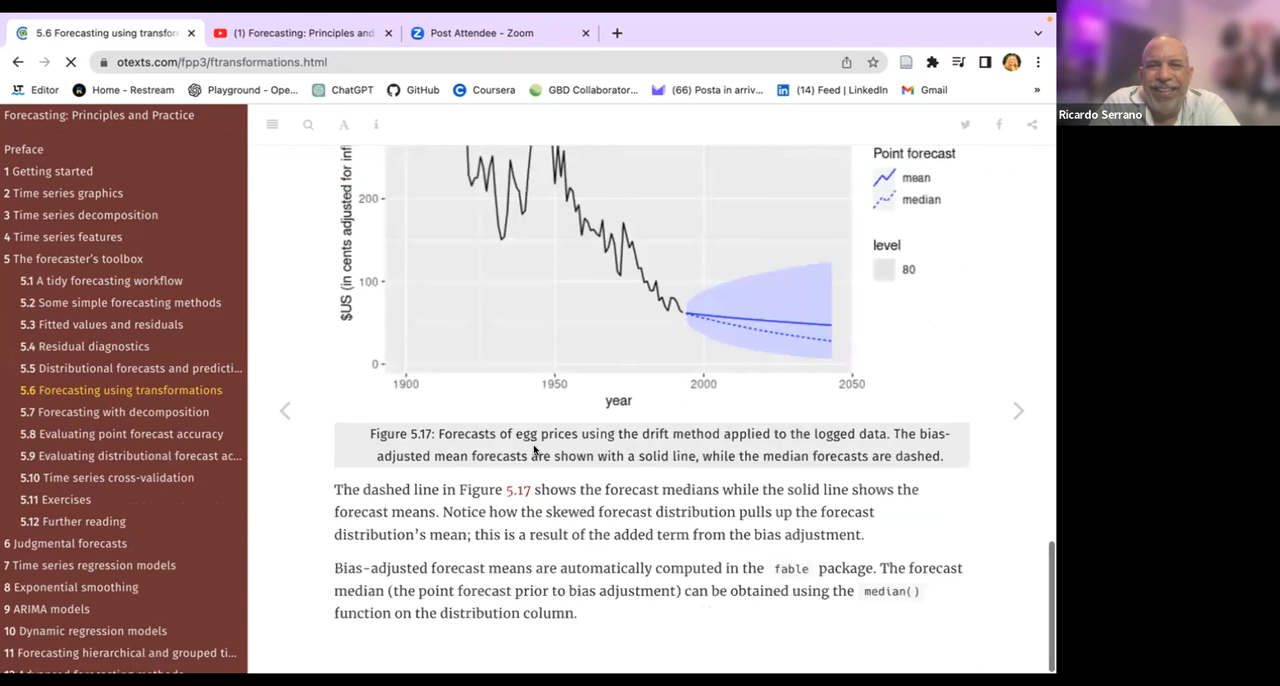 5.6 Forecasting using transfor
(1) Forecasting: Principles and
Post Attendee - Zoom
otexts.com/fpp3/ftransformations.html
Editor
Home - Restream
Playground - Ope...
ChatGPT
GitHub
Coursera
GBD Collaborator...
(66) Posta in arriv...
(14) Feed | LinkedIn
Gmail
»
Ricardo Serrano
Forecasting: Principles and Practice
Preface
1 Getting started
2 Time series graphics
3 Time series decomposition
4 Time series features
5 The forecaster's toolbox
5.1 A tidy forecasting workflow
5.2 Some simple forecasting methods
5.3 Fitted values and residuals
5.4 Residual diagnostics
5.5 Distributional forecasts and predicti...
5.6 Forecasting using transformations
5.7 Forecasting with decomposition
5.8 Evaluating point forecast accuracy
5.9 Evaluating distributional forecast ac...
5.10 Time series cross-validation
5.11 Exercises
5.12 Further reading
6 Judgmental forecasts
7 Time series regression models
8 Exponential smoothing
9 ARIMA models
10 Dynamic regression models
11 Forecasting hierarchical and grouped ti...
$US (in cents adjusted for infl
200
100
0
1900
1950
2000
2050
year
Point forecast
mean
median
level
80
Figure 5.17: Forecasts of egg prices using the drift method applied to the logged data. The bias-
adjusted mean forecasts are shown with a solid line, while the median forecasts are dashed.
The dashed line in Figure 5.17 shows the forecast medians while the solid line shows the
forecast means. Notice how the skewed forecast distribution pulls up the forecast
distribution's mean; this is a result of the added term from the bias adjustment.
Bias-adjusted forecast means are automatically computed in the fable package. The forecast
median (the point forecast prior to bias adjustment) can be obtained using the median()
function on the distribution column.